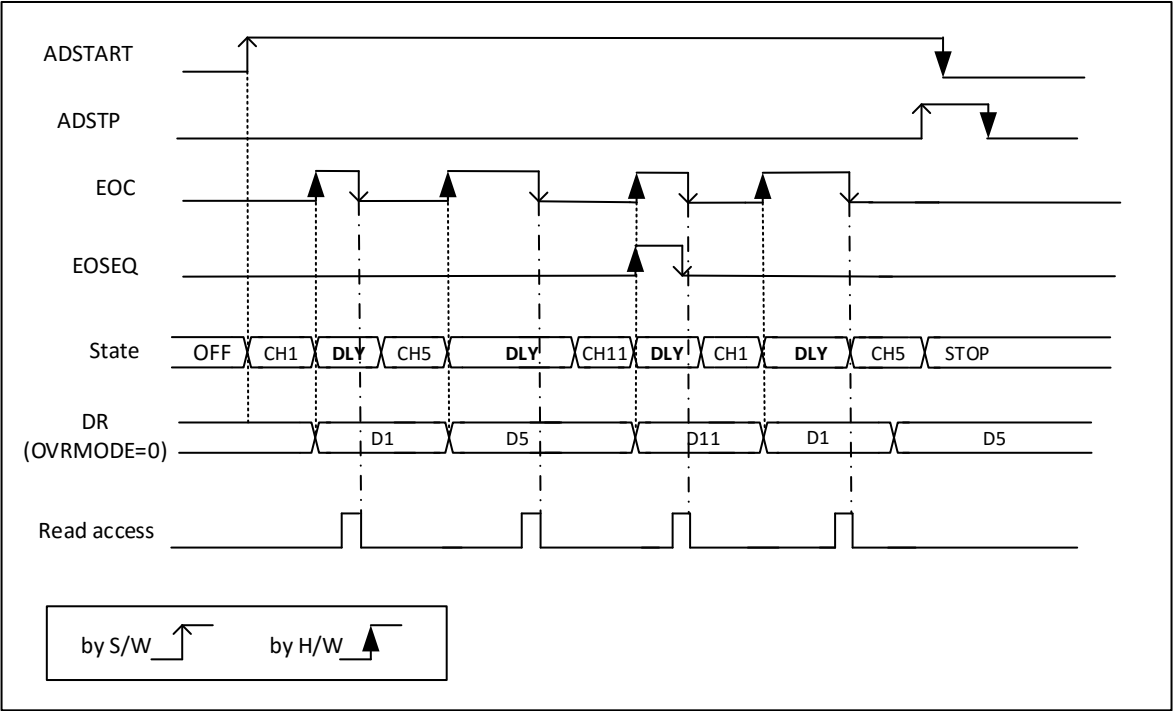 ADSTART
ADSTP
EOC
EOSEQ
State OFF CH1 DLY CH5 DLY CH11 DLY CH1 DLY CH5 STOP
DR
(OVRMODE=0) D1 D5 D11 D1 D5
Read access
by S/W by H/W